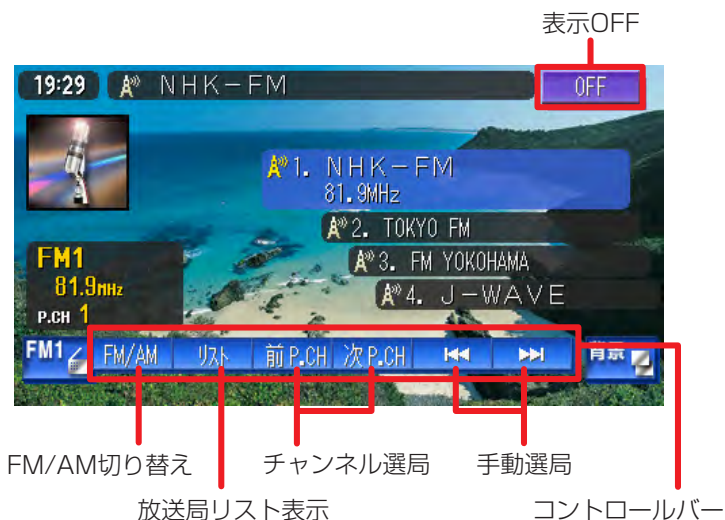 表示OFF
19:29 NHK-FM OFF
1. NHK-FM
81.9MHz
2. TOKYO FM
3. FM YOKOHAMA
4. J-WAVE
FM1
81.9MHz
P.CH 1
FM1 FM/AM リスト 前P.CH 次P.CH 背景
FM/AM切り替え チャンネル選局 手動選局
放送局リスト表示 コントロールバー